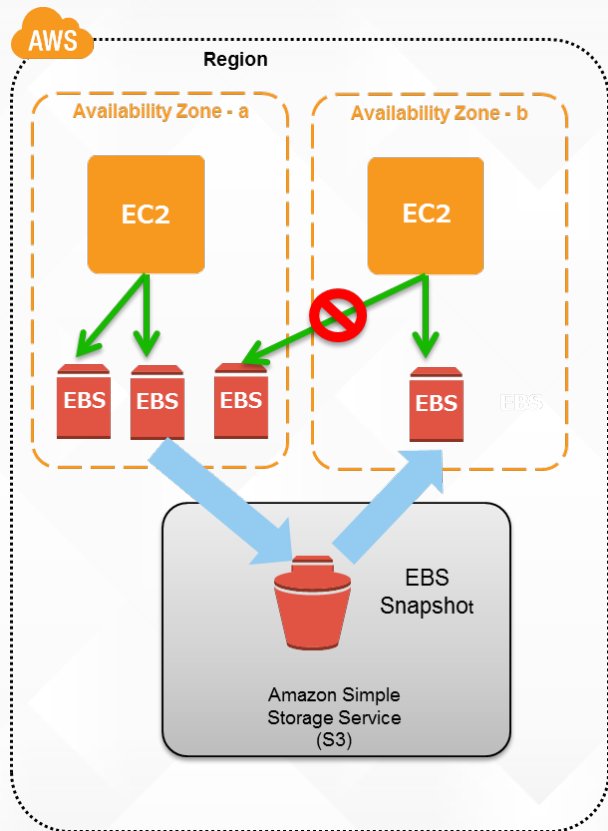 AWS
Region
Availability Zone - a
Availability Zone - b
EC2
EC2
EBS
EBS
EBS
EBS
EBS
EBS
Snapshot
Amazon Simple
Storage Service
(S3)